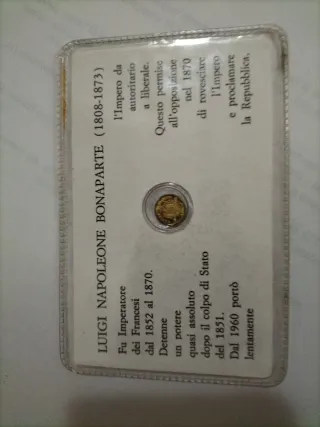 LUIGI NAPOLEONE BONAPARTE (1808-1873)
Fu Imperatore
dei Francesi
dal 1852 al 1870.
Detenne
un potere
quasi assoluto
dopo il colpo di Stato
del 1851.
Dal 1960 portò
lentamente
l'Impero da
autoritario
a liberale.
Questo permise
all'opposizione
nel 1870
di rovesciare
l'Impero
e proclamare
la Repubblica.